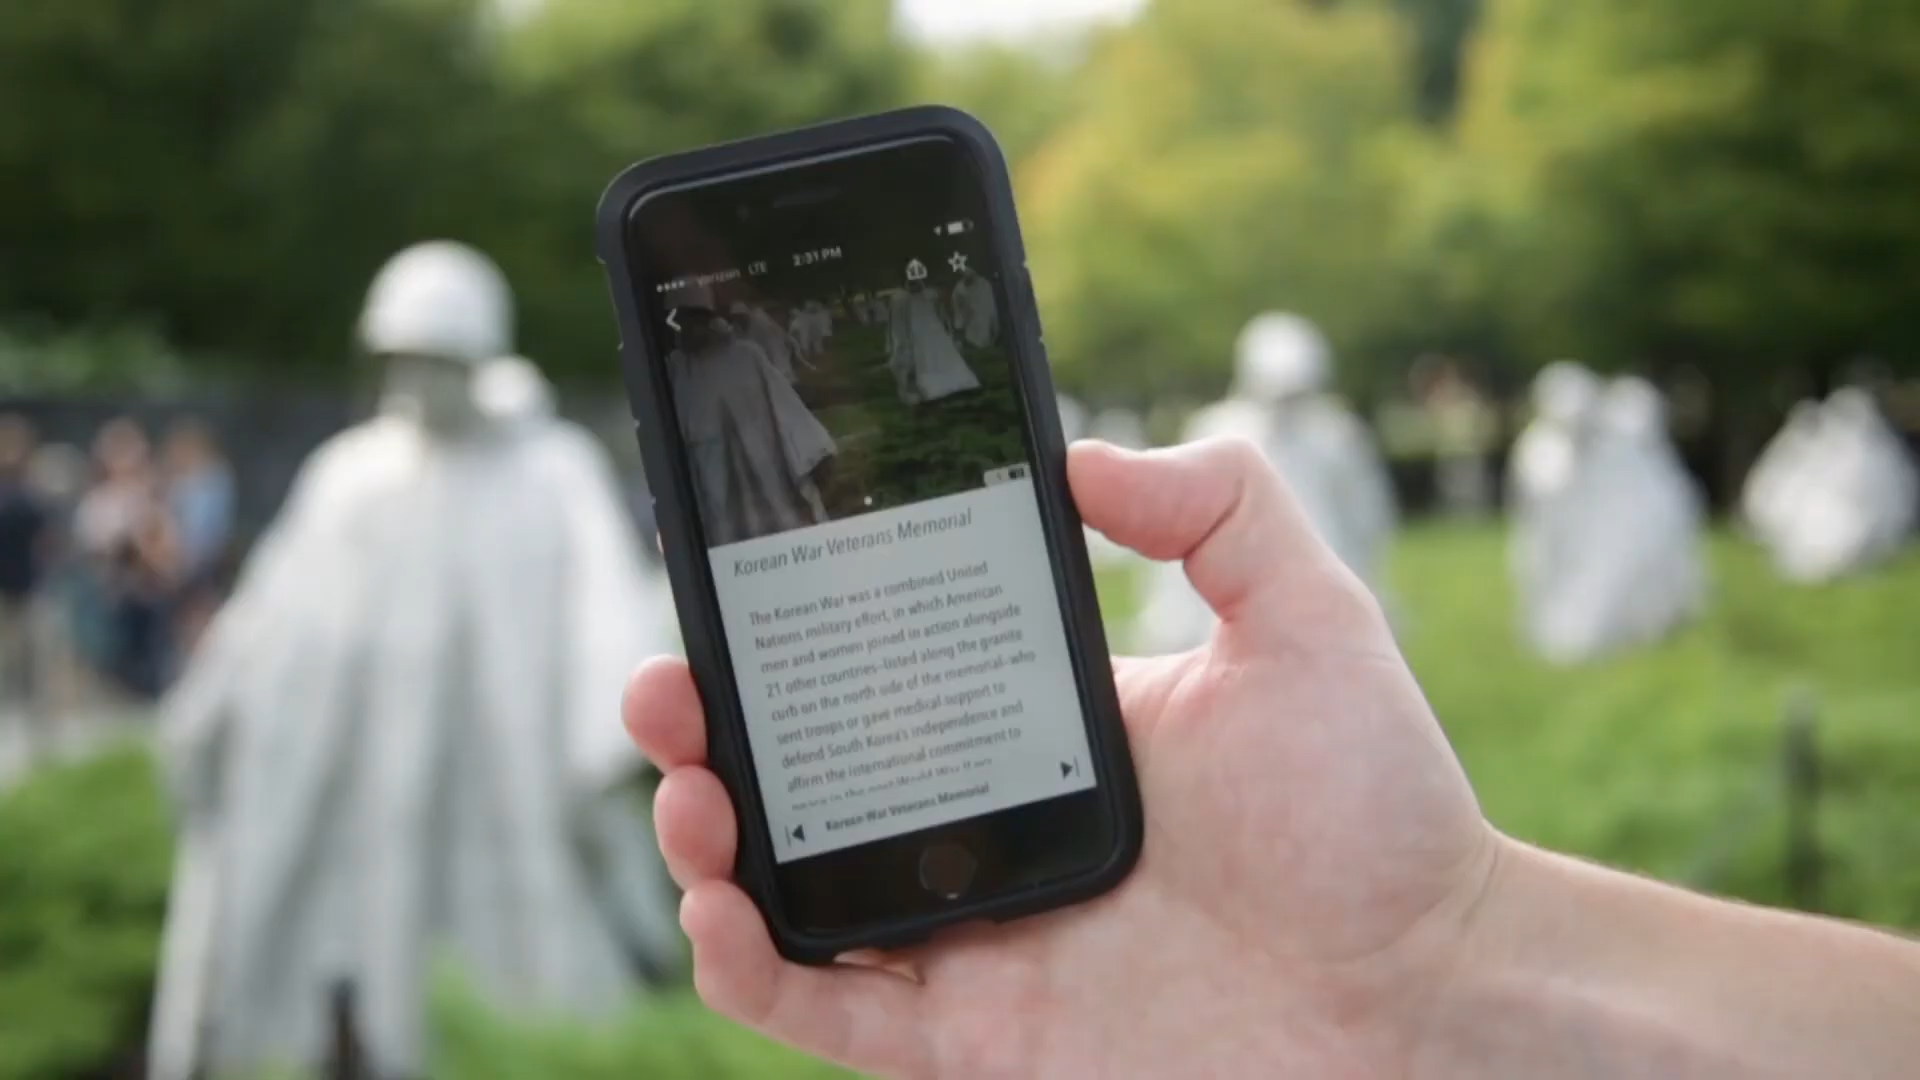 verizon LTE 2:31 PM
Korean War Veterans Memorial
The Korean War was a combined United
Nations military effort, in which American
men and women joined in action alongside
21 other countries–listed along the granite
curb on the north side of the memorial–who
sent troops or gave medical support to
defend South Korea's independence and
affirm the international commitment to
Korean War Veterans Memorial